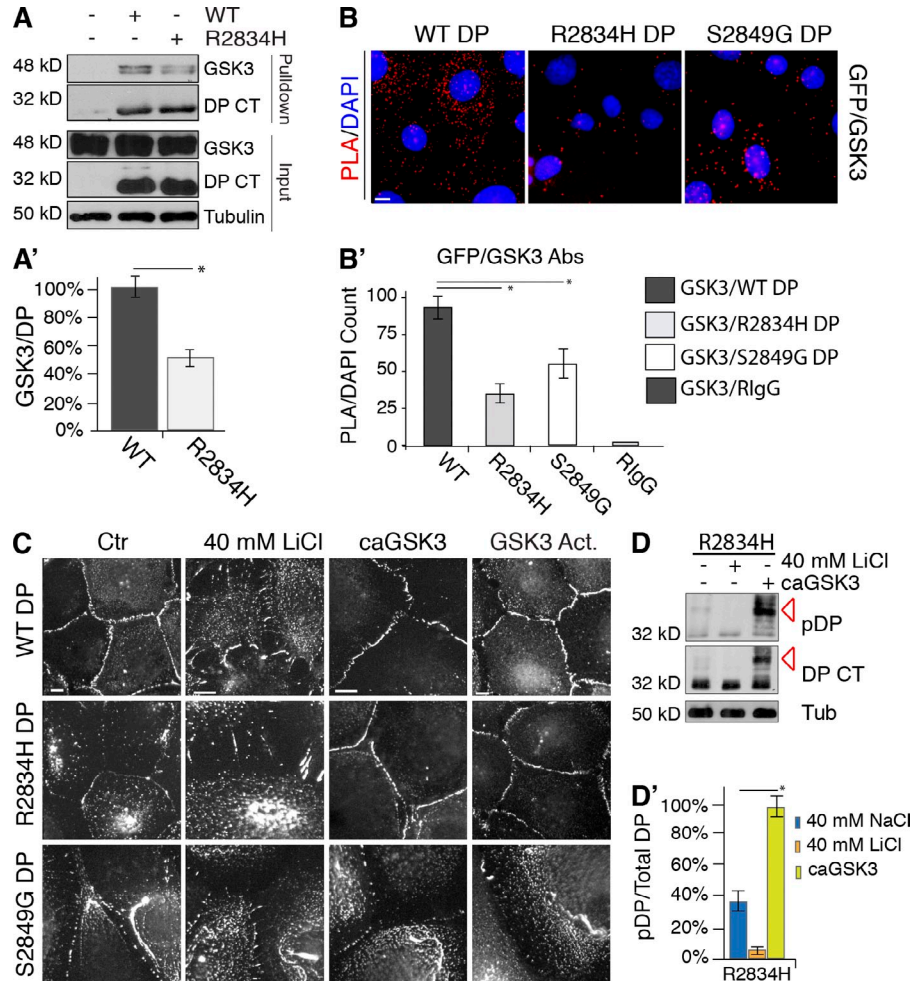 A
- + - WT
- - + R2834H
48 kD GSK3
32 kD DP CT
Pulldown
48 kD GSK3
32 kD DP CT
50 kD Tubulin
Input
B
WT DP R2834H DP S2849G DP
PLA/DAPI
GFP/GSK3
A'
*
GSK3/DP
100%
80%
60%
40%
20%
0%
WT R2834H
B'
GFP/GSK3 Abs
* *
PLA/DAPI Count
100
75
50
25
0
WT R2834H S2849G RIgG
GSK3/WT DP
GSK3/R2834H DP
GSK3/S2849G DP
GSK3/RIgG
C
Ctr 40 mM LiCl caGSK3 GSK3 Act.
WT DP
R2834H DP
S2849G DP
D
R2834H
- + - 40 mM LiCl
- - + caGSK3
32 kD pDP
32 kD DP CT
50 kD Tub
D'
*
pDP/Total DP
100%
80%
60%
40%
20%
0%
R2834H
40 mM NaCl
40 mM LiCl
caGSK3